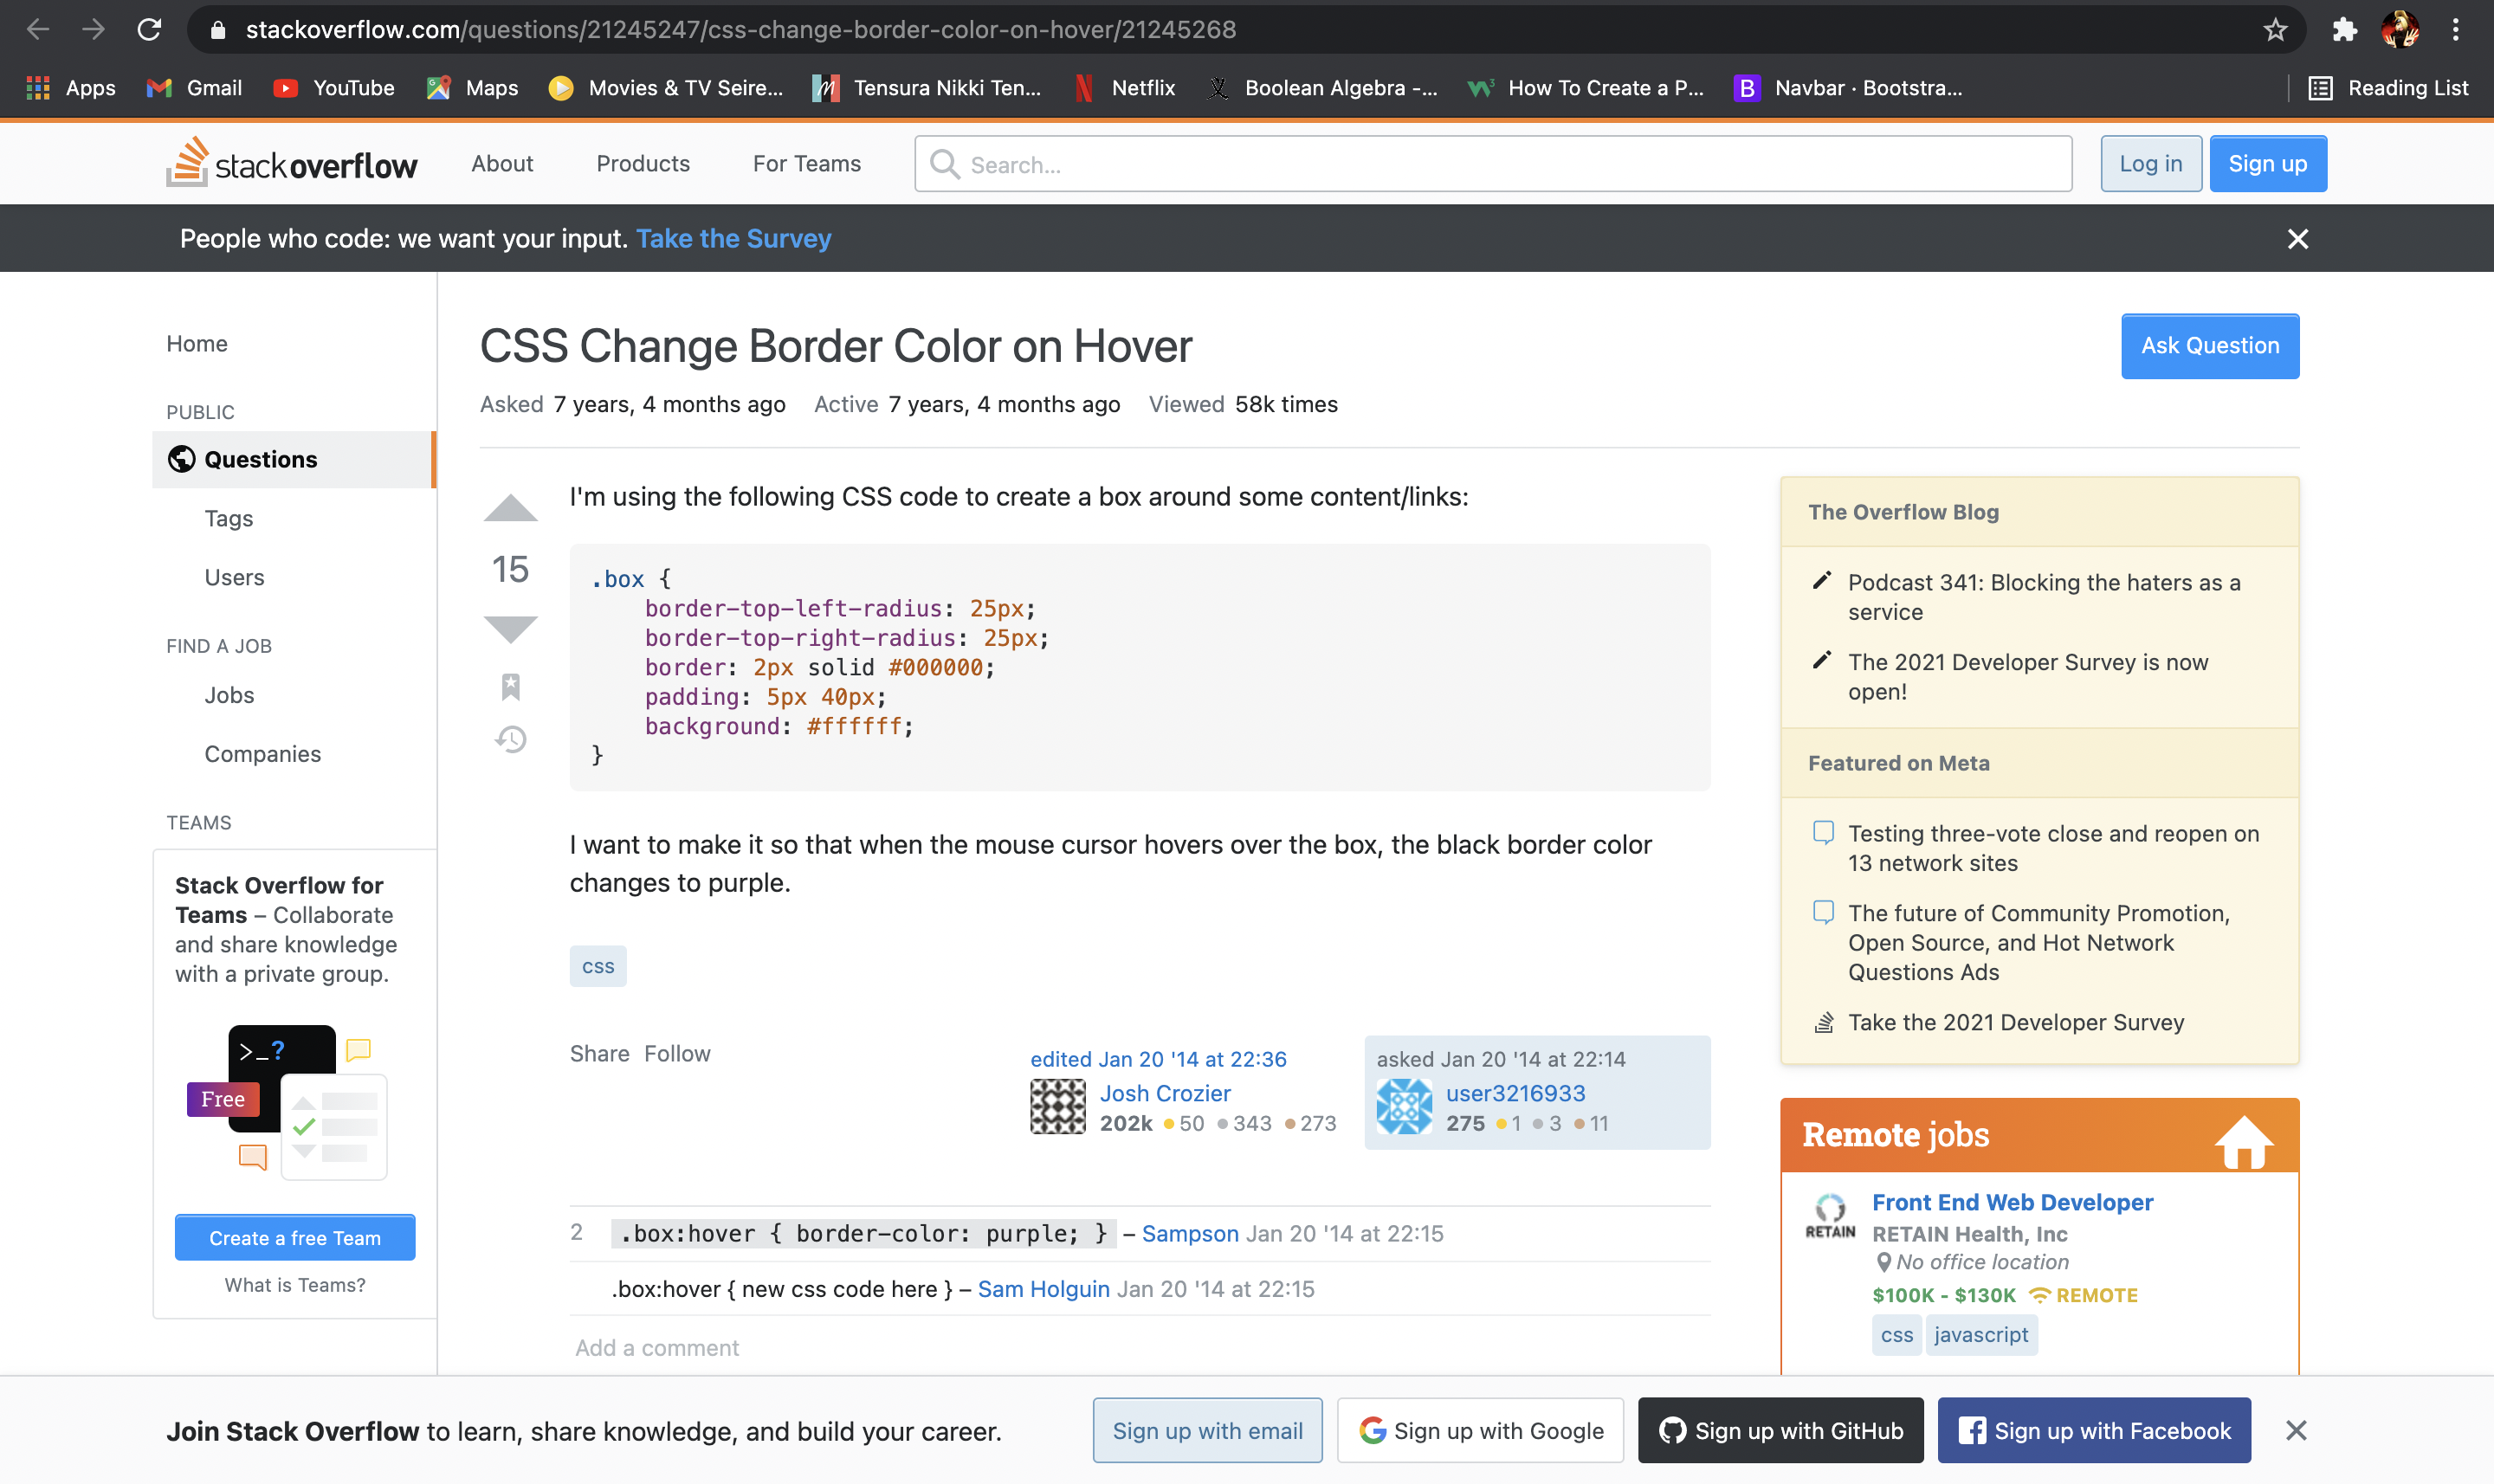 stackoverflow.com/questions/21245247/css-change-border-color-on-hover/21245268
Apps Gmail YouTube Maps Movies & TV Seire... Tensura Nikki Ten... Netflix Boolean Algebra -... How To Create a P... Navbar · Bootstra... Reading List
stackoverflow About Products For Teams Search... Log in Sign up
People who code: we want your input. Take the Survey
Home
PUBLIC
Questions
Tags
Users
FIND A JOB
Jobs
Companies
TEAMS
Stack Overflow for
Teams – Collaborate
and share knowledge
with a private group.
>_?
Free
Create a free Team
What is Teams?
CSS Change Border Color on Hover
Ask Question
Asked 7 years, 4 months ago Active 7 years, 4 months ago Viewed 58k times
15
I'm using the following CSS code to create a box around some content/links:
.box {
border-top-left-radius: 25px;
border-top-right-radius: 25px;
border: 2px solid #000000;
padding: 5px 40px;
background: #ffffff;
}
I want to make it so that when the mouse cursor hovers over the box, the black border color
changes to purple.
css
Share Follow
edited Jan 20 '14 at 22:36
Josh Crozier
202k 50 343 273
asked Jan 20 '14 at 22:14
user3216933
275 1 3 11
2 .box:hover { border-color: purple; } – Sampson Jan 20 '14 at 22:15
.box:hover { new css code here } – Sam Holguin Jan 20 '14 at 22:15
Add a comment
The Overflow Blog
Podcast 341: Blocking the haters as a
service
The 2021 Developer Survey is now
open!
Featured on Meta
Testing three-vote close and reopen on
13 network sites
The future of Community Promotion,
Open Source, and Hot Network
Questions Ads
Take the 2021 Developer Survey
Remote jobs
RETAIN
Front End Web Developer
RETAIN Health, Inc
No office location
$100K - $130K REMOTE
css javascript
Join Stack Overflow to learn, share knowledge, and build your career.
Sign up with email Sign up with Google Sign up with GitHub Sign up with Facebook